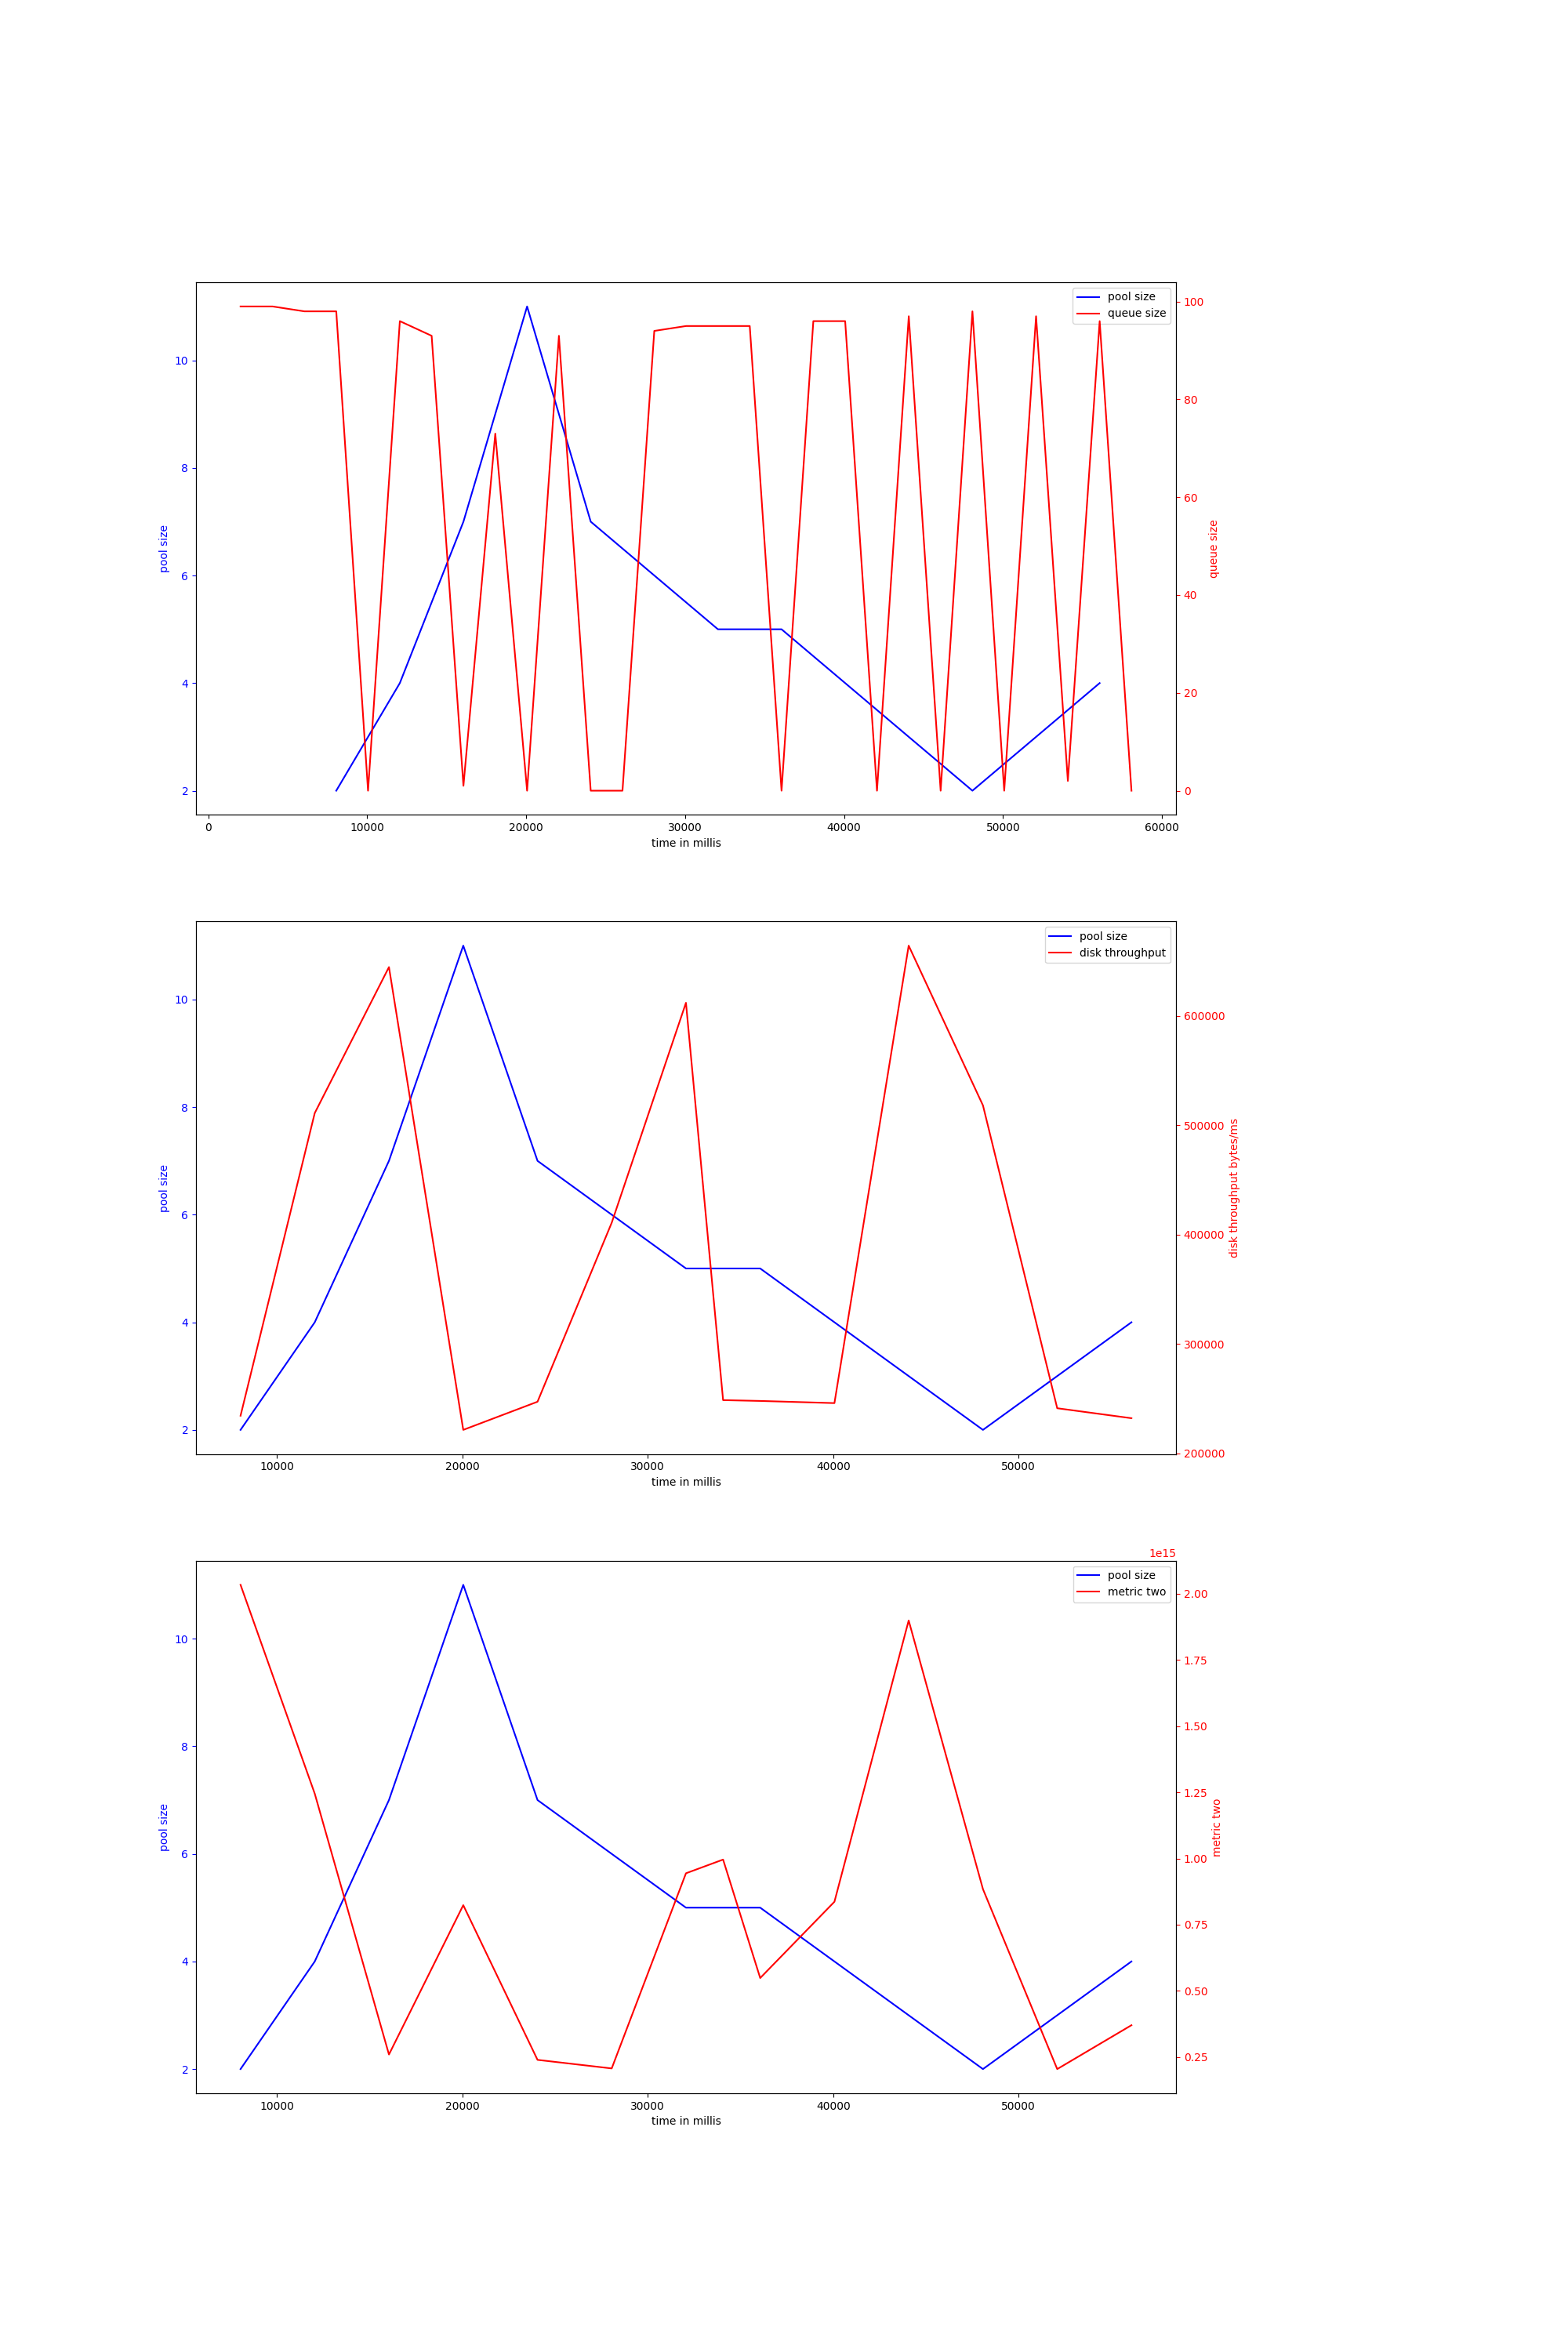 pool size
queue size
10
8
6
4
2
pool size
100
80
60
40
20
0
queue size
0 10000 20000 30000 40000 50000 60000
time in millis
pool size
disk throughput
10
8
6
4
2
pool size
600000
500000
400000
300000
200000
disk throughput bytes/ms
10000 20000 30000 40000 50000
time in millis
1e15
pool size
metric two
10
8
6
4
2
pool size
2.00
1.75
1.50
1.25
1.00
0.75
0.50
0.25
metric two
10000 20000 30000 40000 50000
time in millis